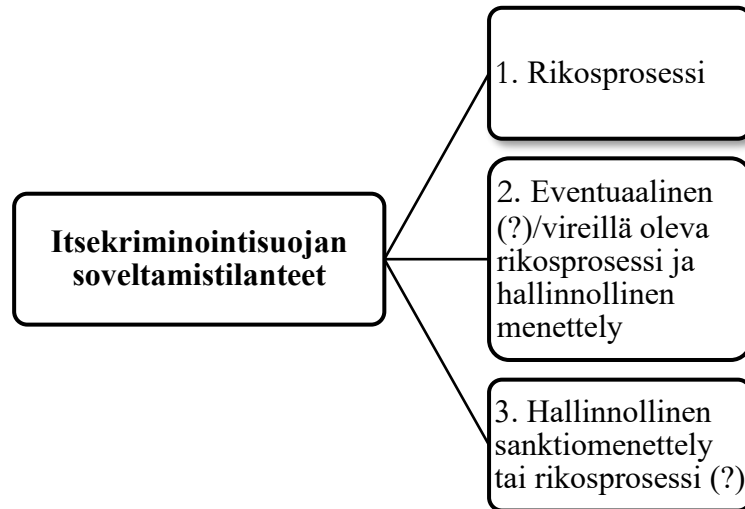 Itsekriminointisuojan
soveltamistilanteet
1. Rikosprosessi
2. Eventuaalinen
(?)/vireillä oleva
rikosprosessi ja
hallinnollinen
menettely
3. Hallinnollinen
sanktiomenettely
tai rikosprosessi (?)